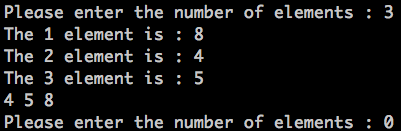 Please enter the number of elements : 3
The 1 element is : 8
The 2 element is : 4
The 3 element is : 5
4 5 8
Please enter the number of elements : 0